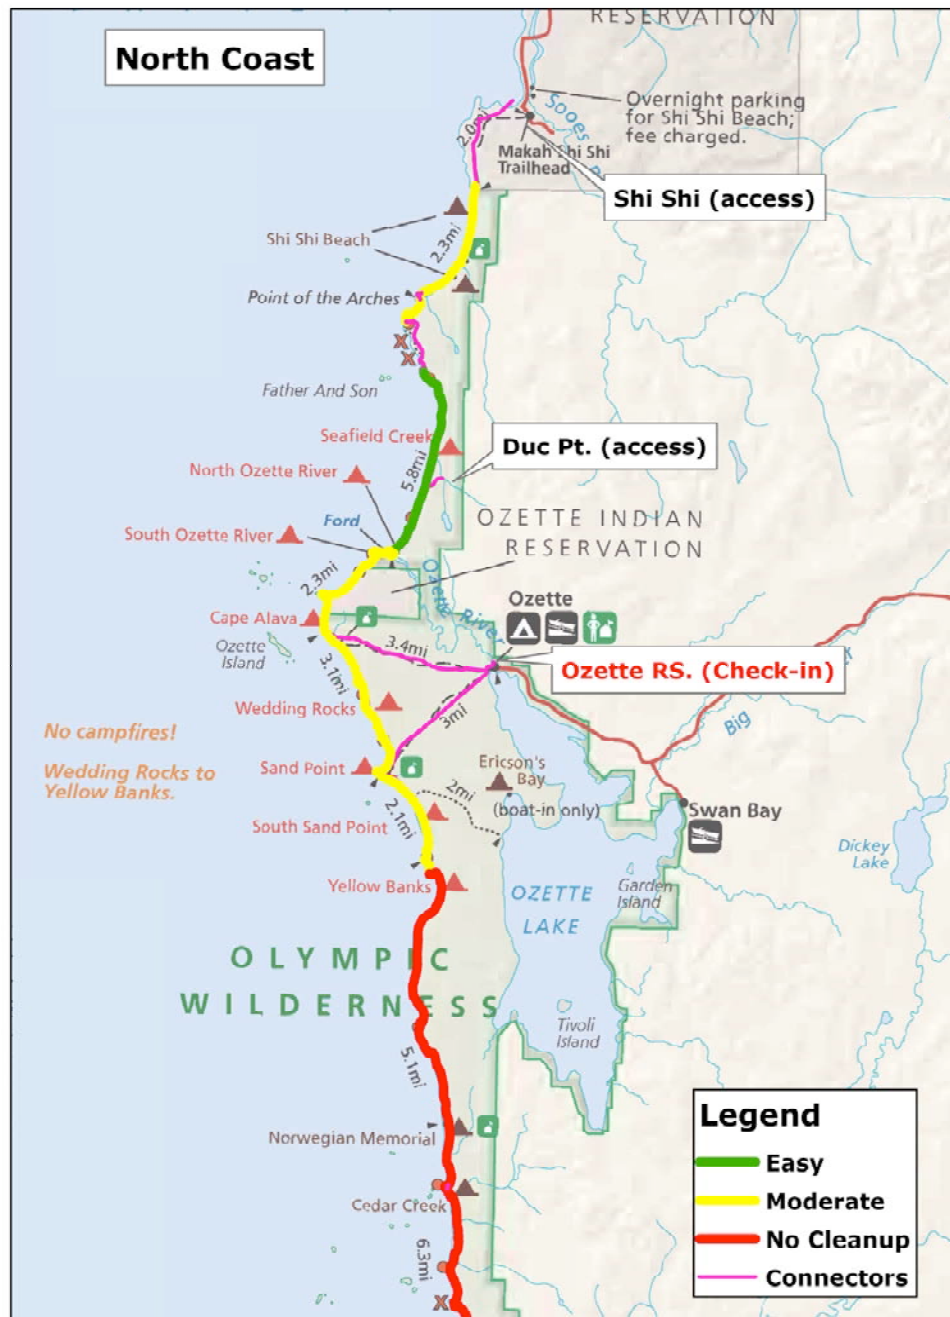 RESERVATION
North Coast
Overnight parking
for Shi Shi Beach;
fee charged.
Sooes
2.0mi
Makah Shi Shi
Trailhead
Shi Shi (access)
Shi Shi Beach
2.3mi
Point of the Arches
X
X
Father And Son
Seafield Creek
Duc Pt. (access)
North Ozette River
5.8mi
South Ozette River
Ford
OZETTE INDIAN
RESERVATION
2.3mi
Ozette River
Ozette
Cape Alava
Ozette
Island
3.4mi
Ozette RS. (Check-in)
3.1mi
Wedding Rocks
3mi
Big
No campfires!
Wedding Rocks to
Yellow Banks.
Sand Point
Ericson's
Bay
(boat-in only)
2mi
Swan Bay
2.1mi
South Sand Point
Dickey
Lake
Yellow Banks
OZETTE
LAKE
Garden
Island
OLYMPIC
WILDERNESS
Tivoli
Island
5.1mi
Norwegian Memorial
Cedar Creek
6.3mi
X
Legend
Easy
Moderate
No Cleanup
Connectors